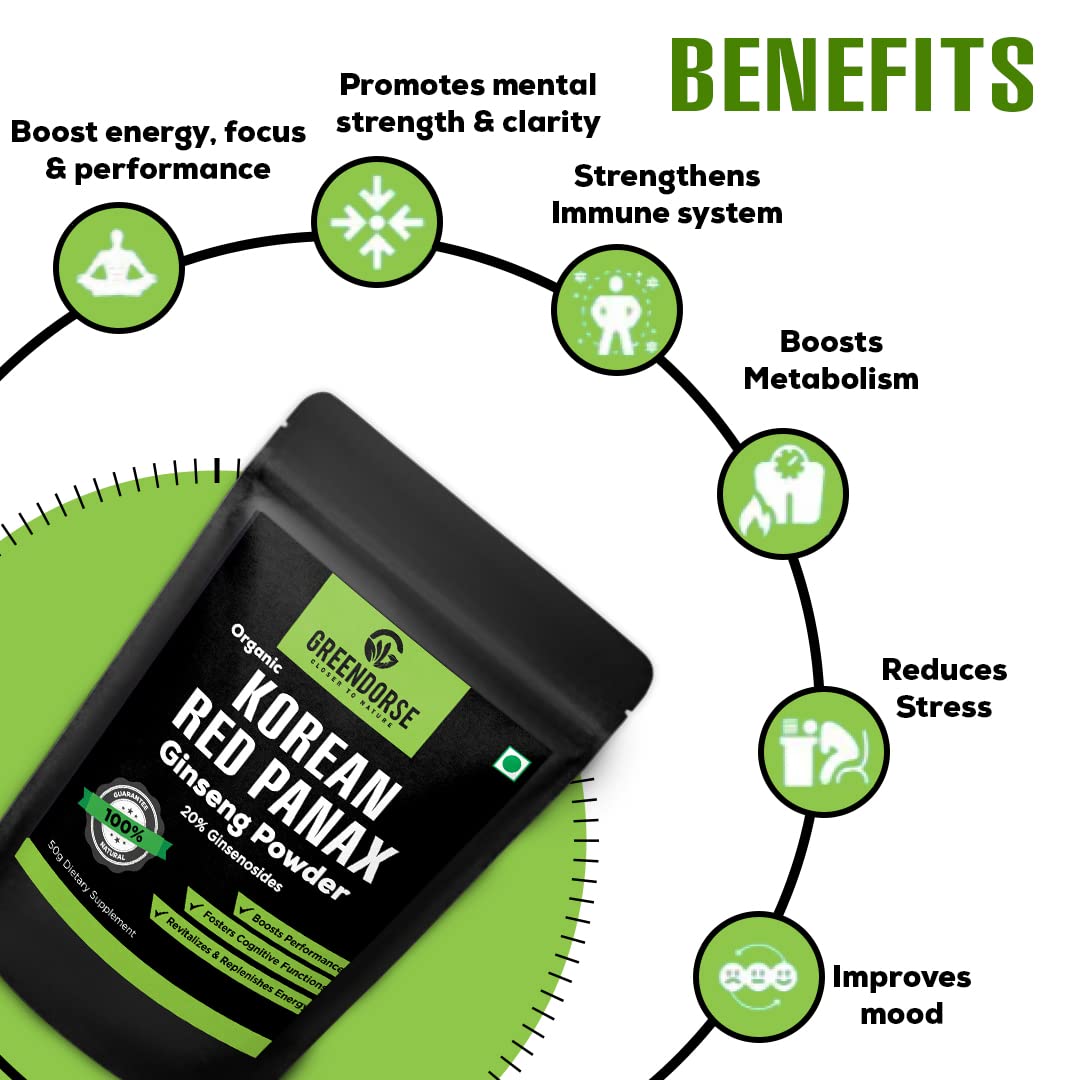 BENEFITS
Promotes mental
strength & clarity
Boost energy, focus
& performance
Strengthens
Immune system
Boosts
Metabolism
Reduces
Stress
Improves
mood
GREENDORSE
CLOSER TO NATURE
Organic
KOREAN
RED PANAX
Ginseng Powder
20% Ginsenosides
GUARANTEE
100%
NATURAL
50g Dietary Supplement
Boosts Performance
Fosters Cognitive Functions
Revitalizes & Replenishes Energy